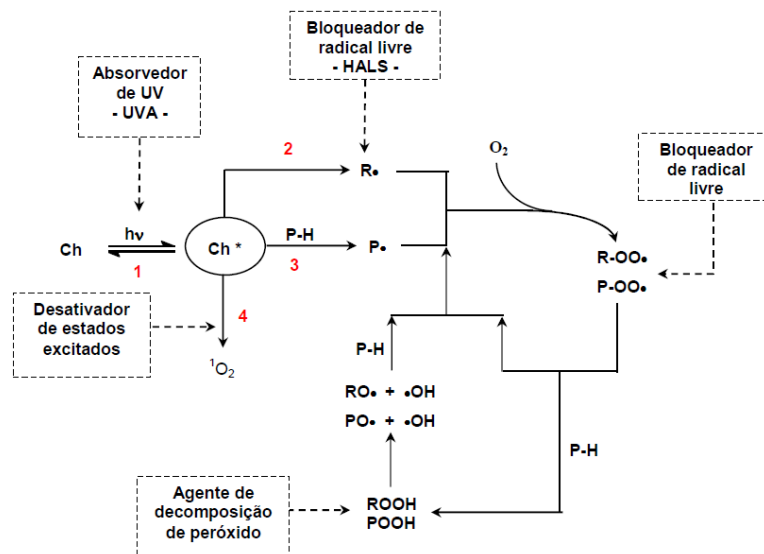 Bloqueador de
radical livre
- HALS -
Absorvedor
de UV
- UVA -
2
O₂
Bloqueador
de radical
livre
R•
hν
P-H
Ch
Ch *
P•
1
3
R-OO•
P-OO•
4
Desativador
de estados
excitados
¹O₂
P-H
RO• + •OH
PO• + •OH
P-H
Agente de
decomposição
de peróxido
ROOH
POOH